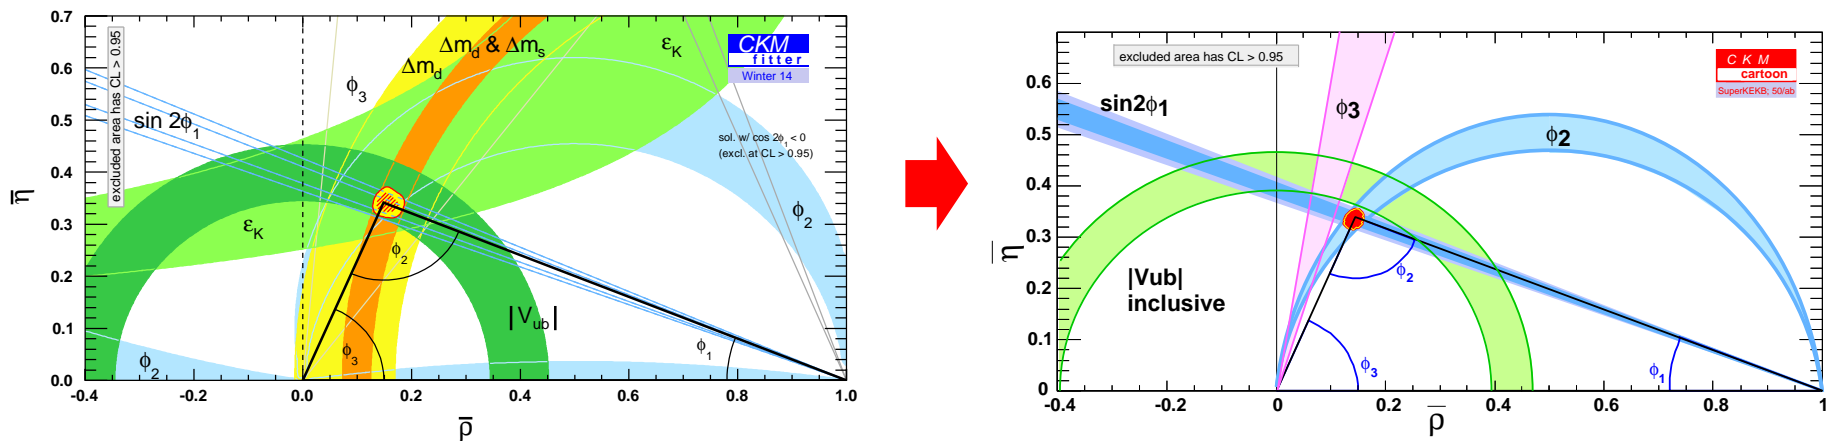 0.7
0.6
0.5
0.4
0.3
0.2
0.1
0.0
η̅
excluded area has CL > 0.95
sin 2ϕ1
ϕ3
Δmd
Δmd & Δms
εK
CKM
fitter
Winter 14
sol. w/ cos 2ϕ1 < 0
(excl. at CL > 0.95)
ϕ2
εK
ϕ2
|Vub|
ϕ3
ϕ1
ϕ2
-0.4
-0.2
0.0
0.2
0.4
0.6
0.8
1.0
ρ̅
excluded area has CL > 0.95
CKM
cartoon
SuperKEKB; 50/ab
0.6
0.5
0.4
0.3
0.2
0.1
0
η̅
sin2ϕ1
ϕ3
ϕ2
|Vub|
inclusive
ϕ2
ϕ3
ϕ1
-0.4
-0.2
0
0.2
0.4
0.6
0.8
1
ρ̅